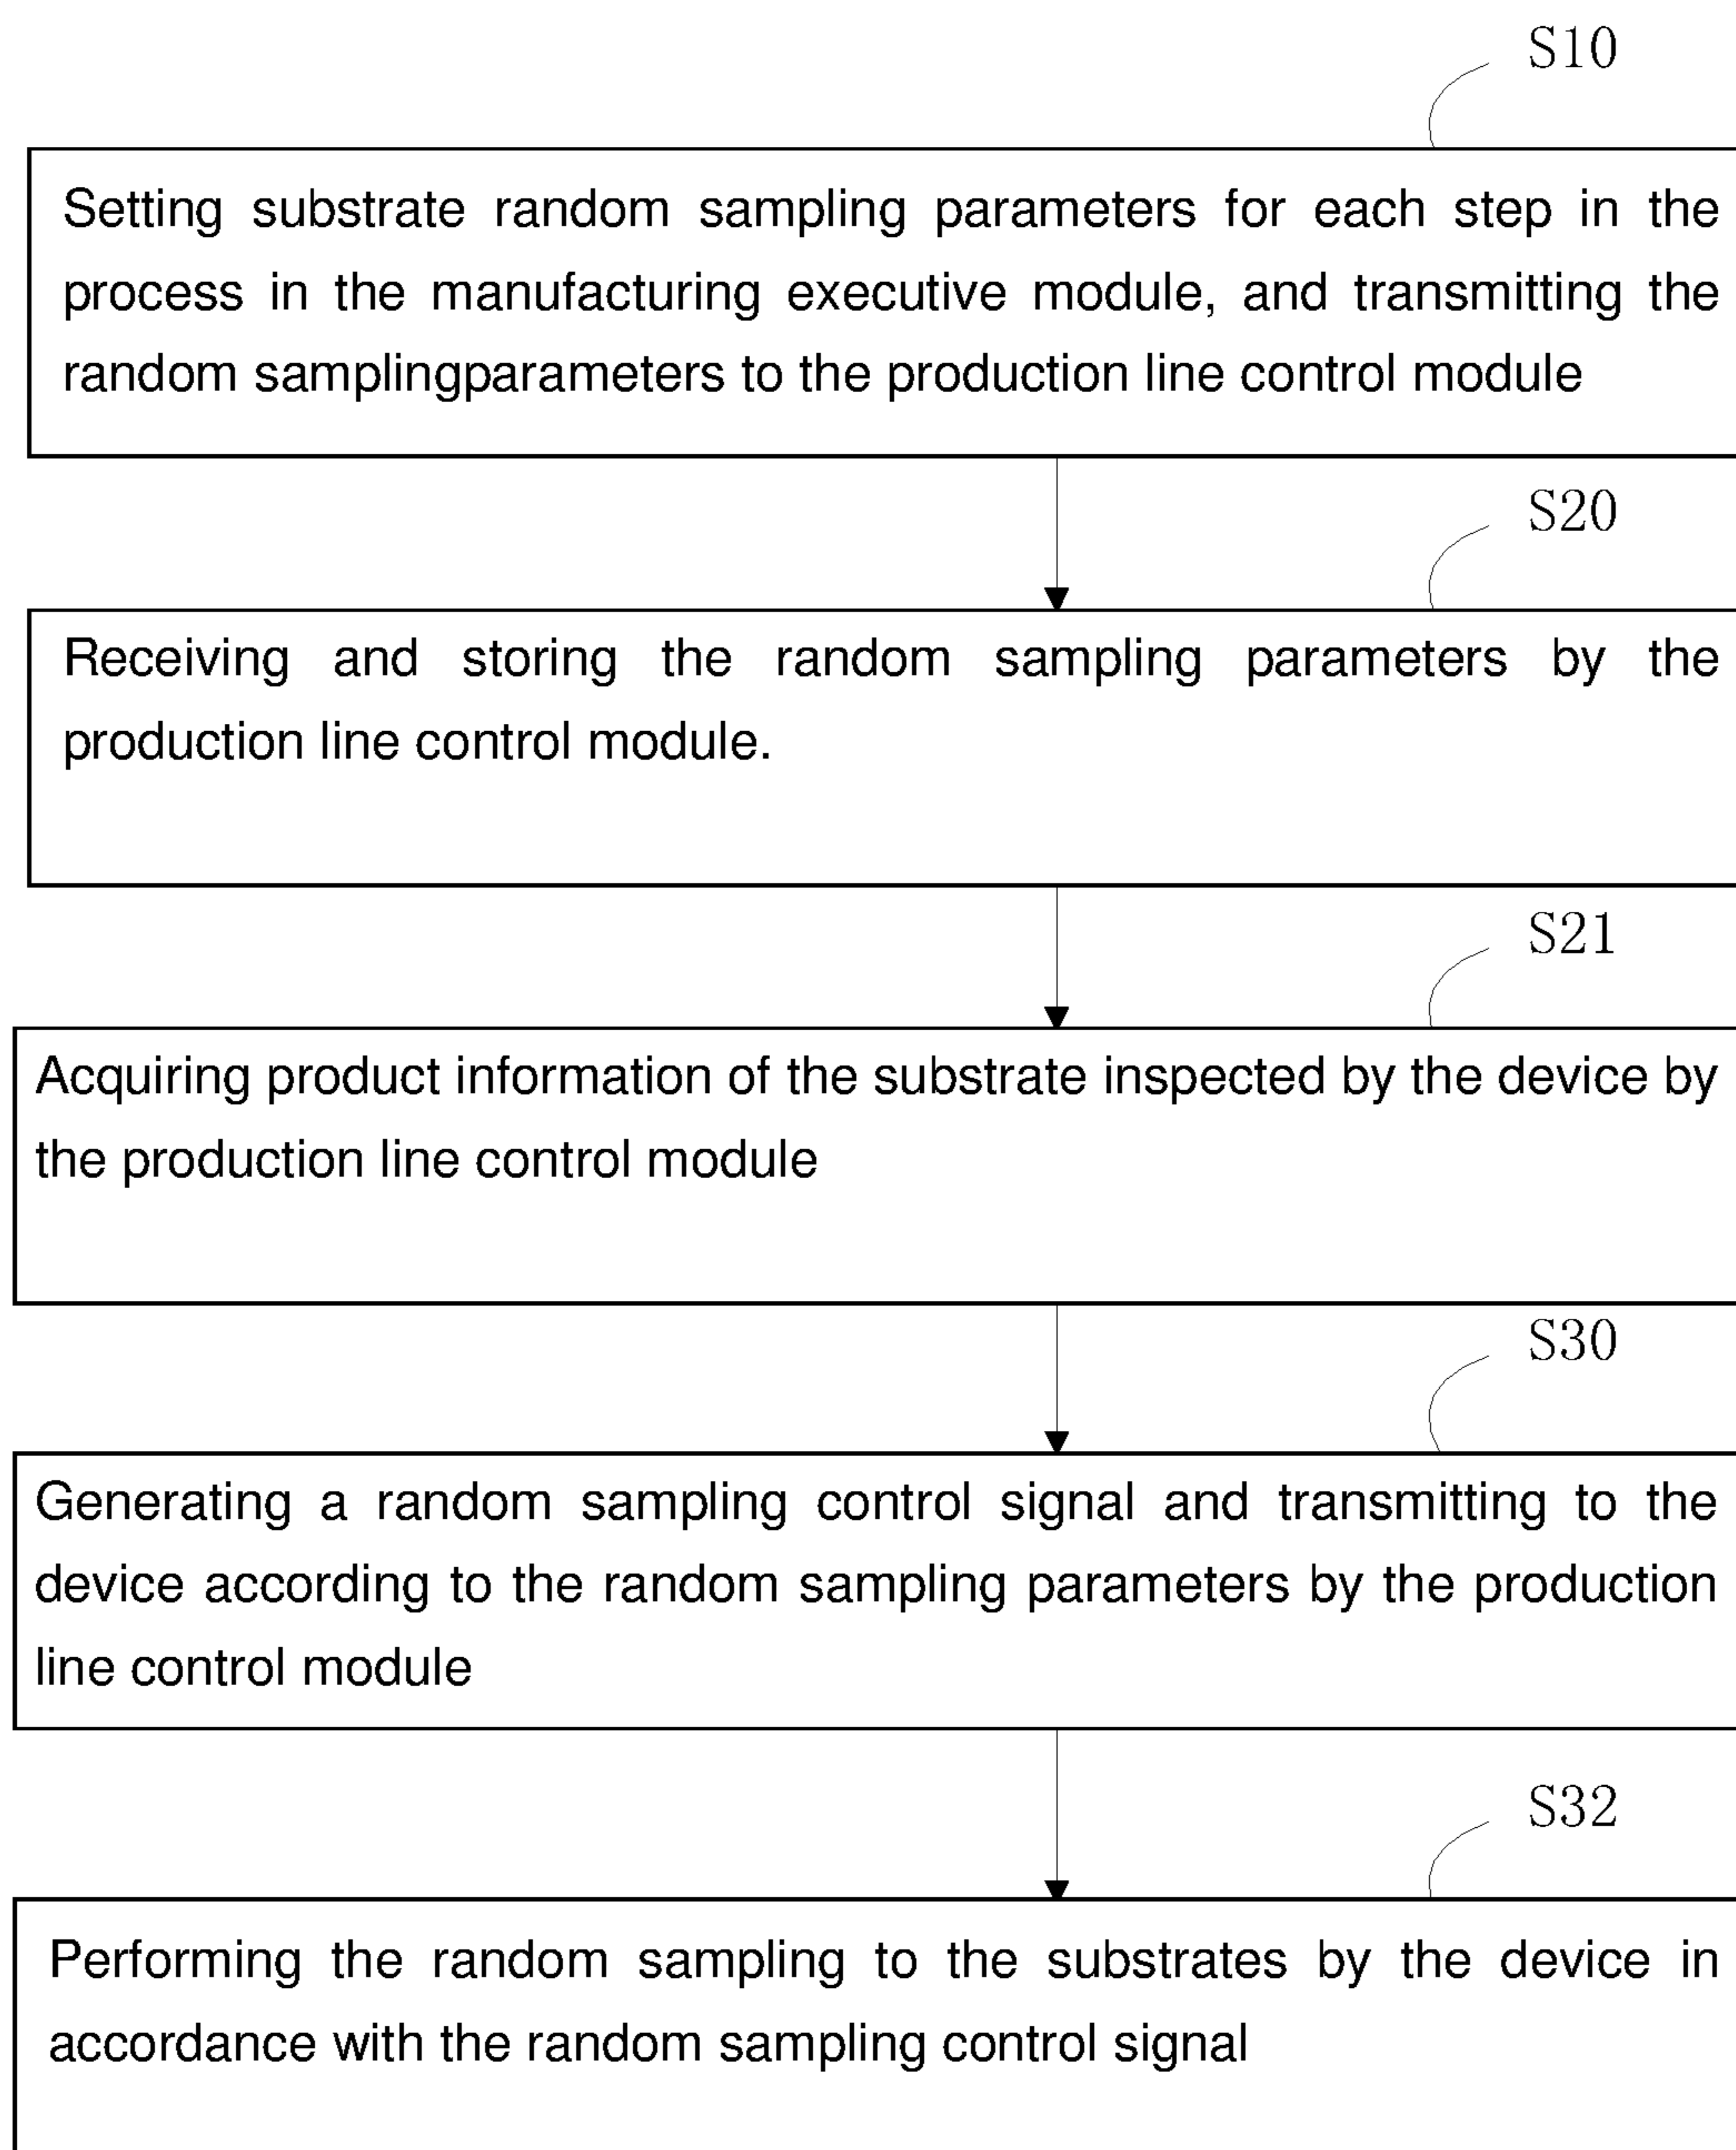 S10
Setting substrate random sampling parameters for each step in the
process in the manufacturing executive module, and transmitting the
random samplingparameters to the production line control module
S20
Receiving and storing the random sampling parameters by the
production line control module.
S21
Acquiring product information of the substrate inspected by the device by
the production line control module
S30
Generating a random sampling control signal and transmitting to the
device according to the random sampling parameters by the production
line control module
S32
Performing the random sampling to the substrates by the device in
accordance with the random sampling control signal